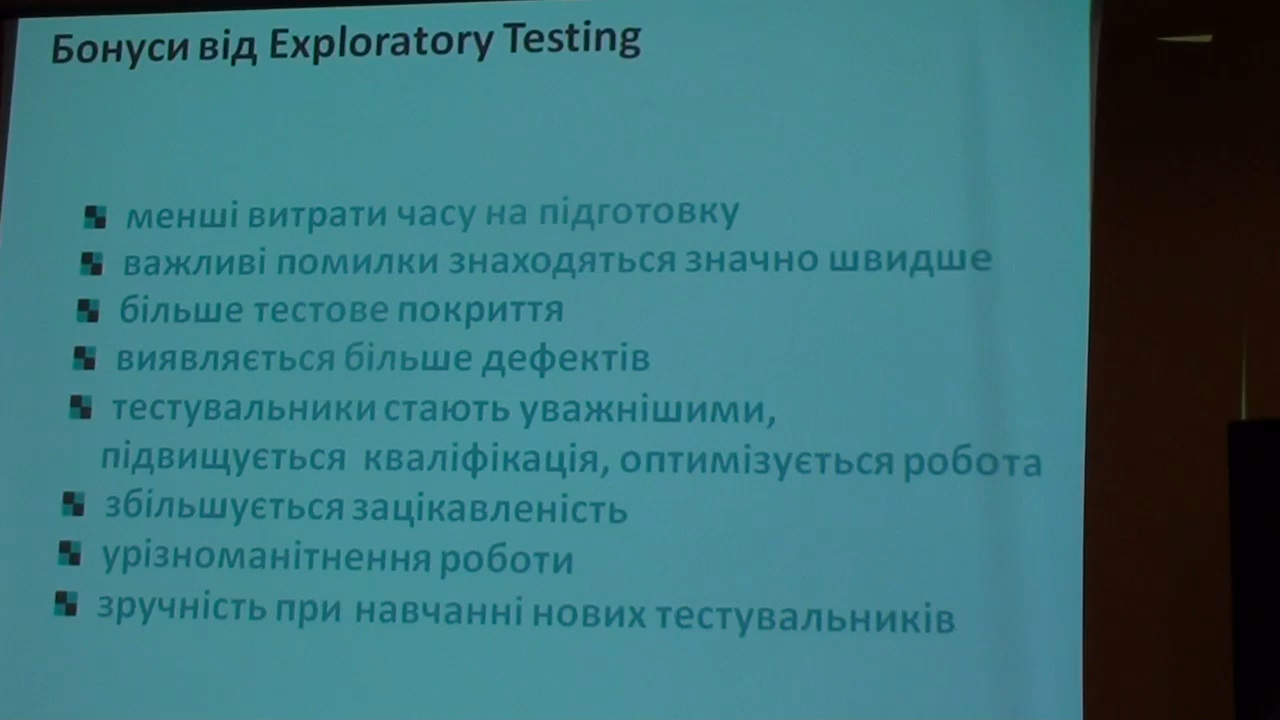 Бонуси від Exploratory Testing
менші витрати часу на підготовку
важливі помилки знаходяться значно швидше
більше тестове покриття
виявляється більше дефектів
тестувальники стають уважнішими,
підвищується кваліфікація, оптимізується робота
збільшується зацікавленість
урізноманітнення роботи
зручність при навчанні нових тестувальників